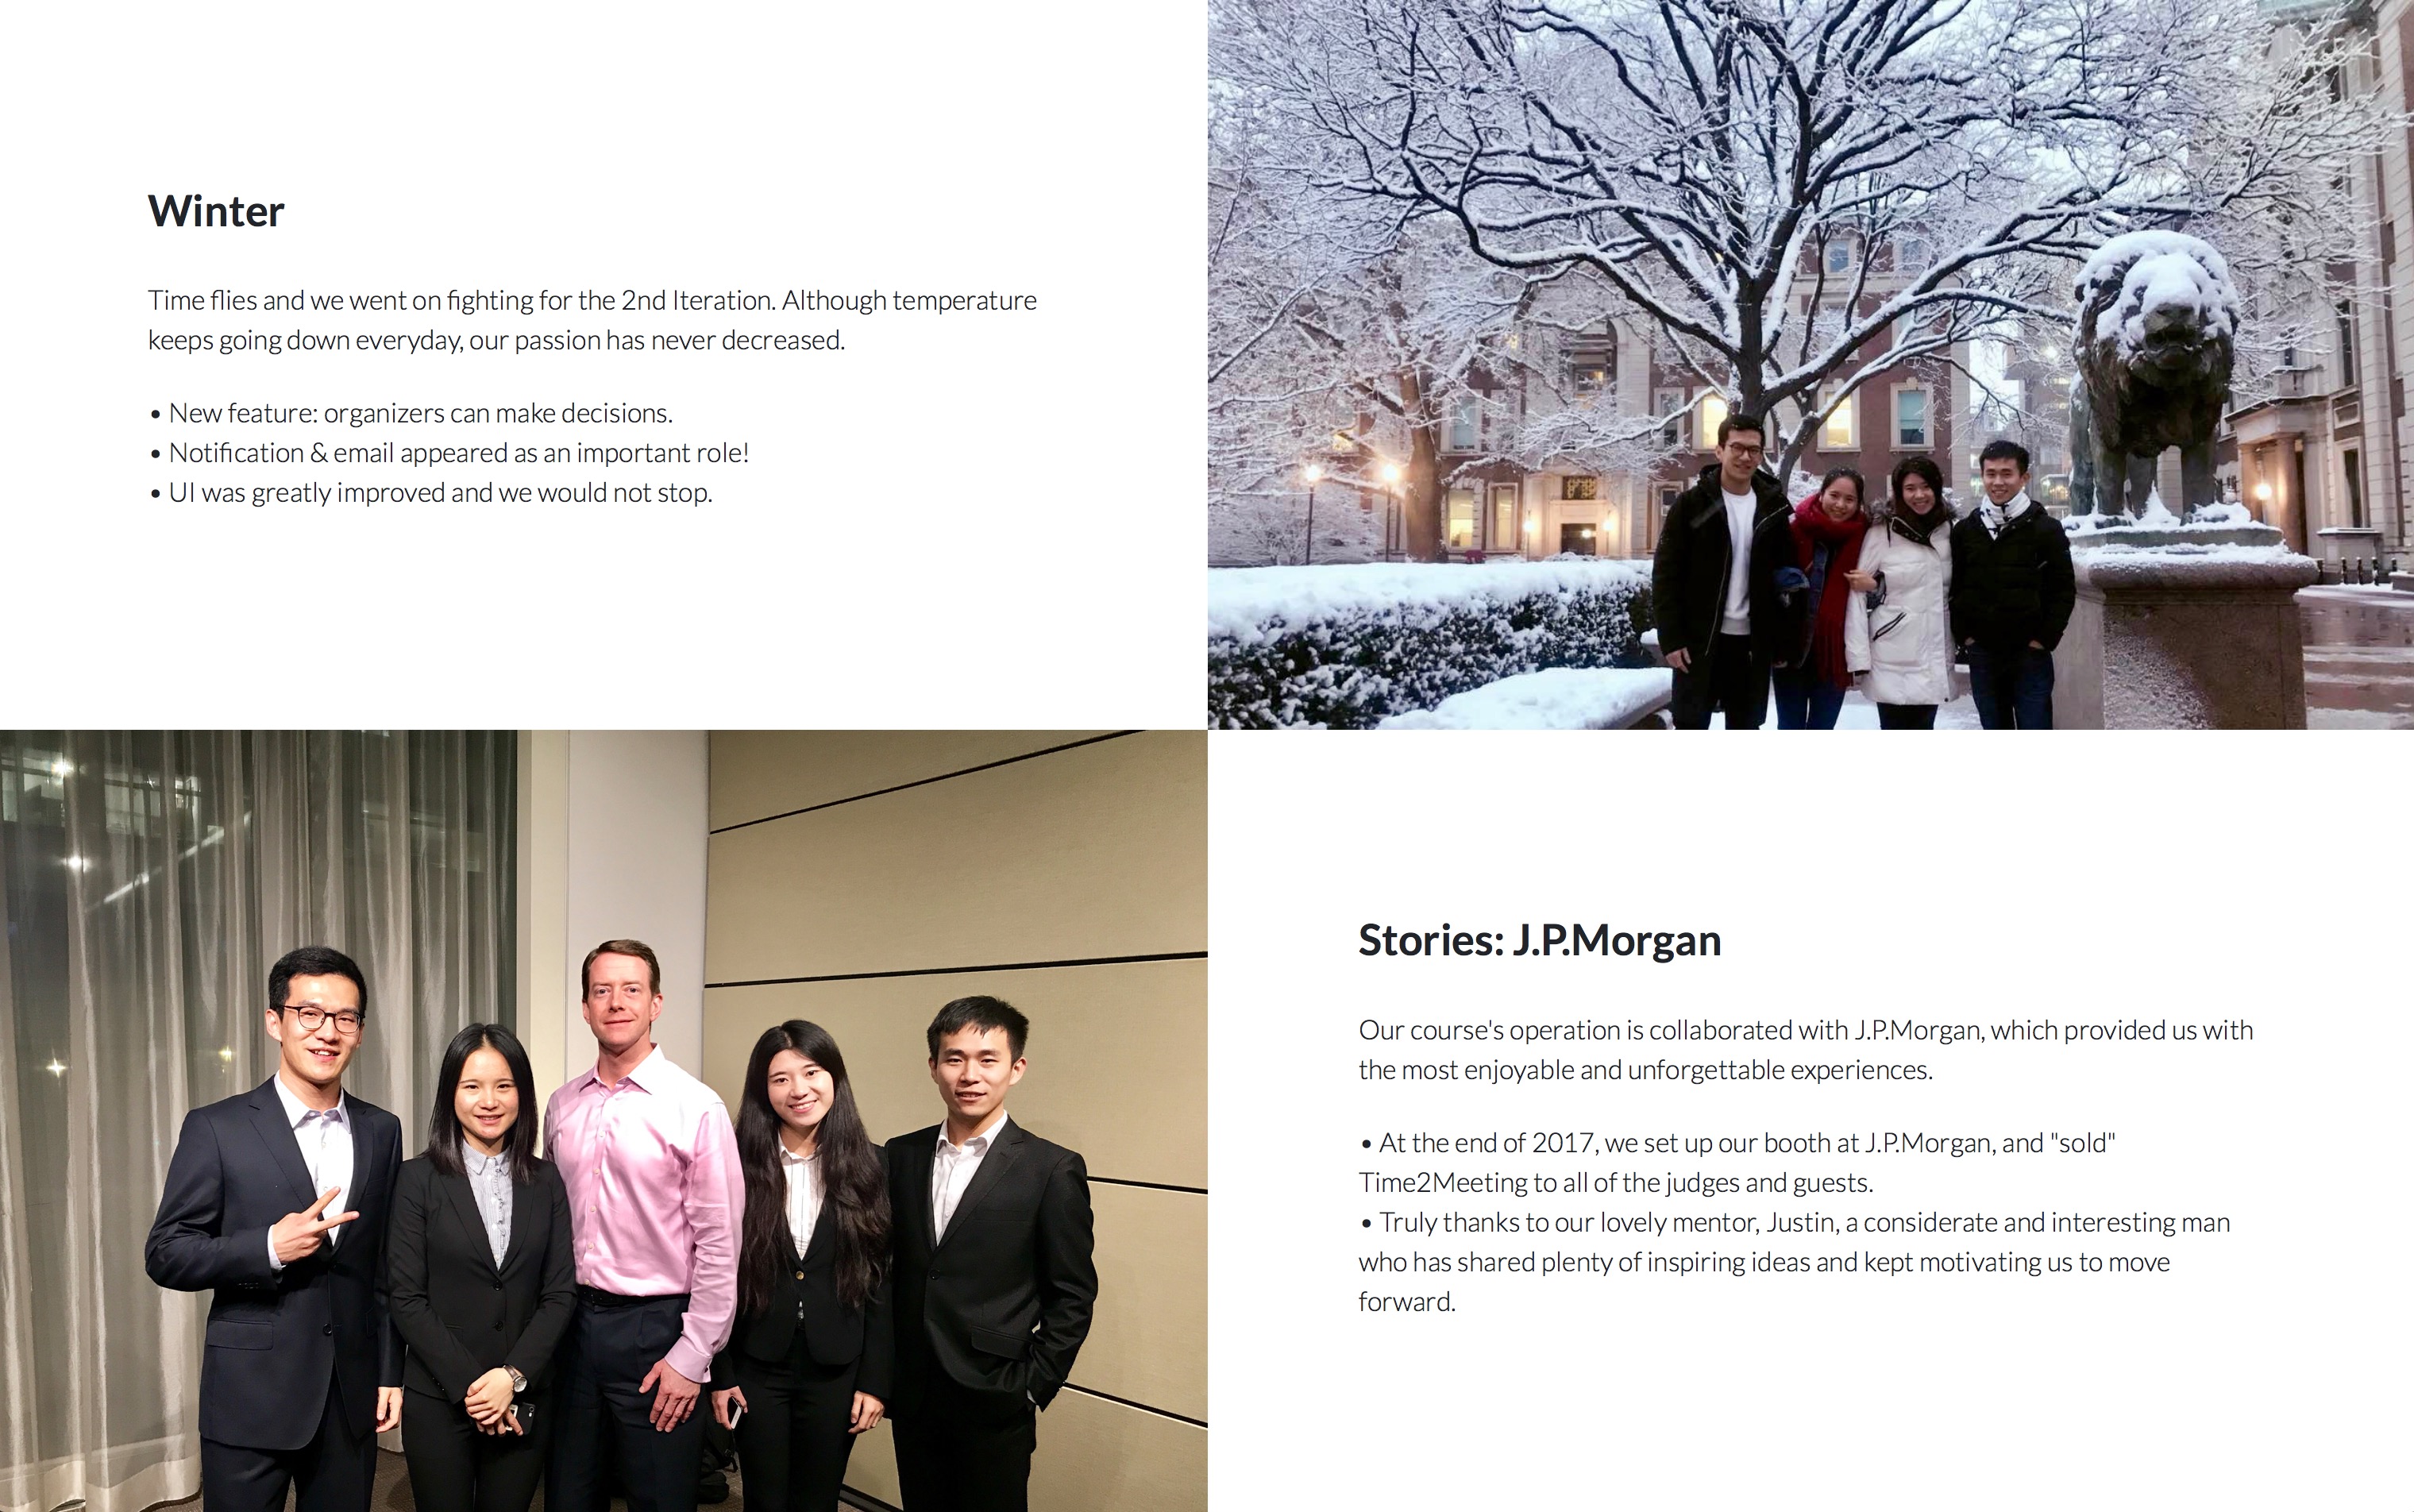 Winter
Time flies and we went on fighting for the 2nd Iteration. Although temperature
keeps going down everyday, our passion has never decreased.
• New feature: organizers can make decisions.
• Notification & email appeared as an important role!
• UI was greatly improved and we would not stop.
Stories: J.P.Morgan
Our course's operation is collaborated with J.P.Morgan, which provided us with
the most enjoyable and unforgettable experiences.
• At the end of 2017, we set up our booth at J.P.Morgan, and "sold"
Time2Meeting to all of the judges and guests.
• Truly thanks to our lovely mentor, Justin, a considerate and interesting man
who has shared plenty of inspiring ideas and kept motivating us to move
forward.